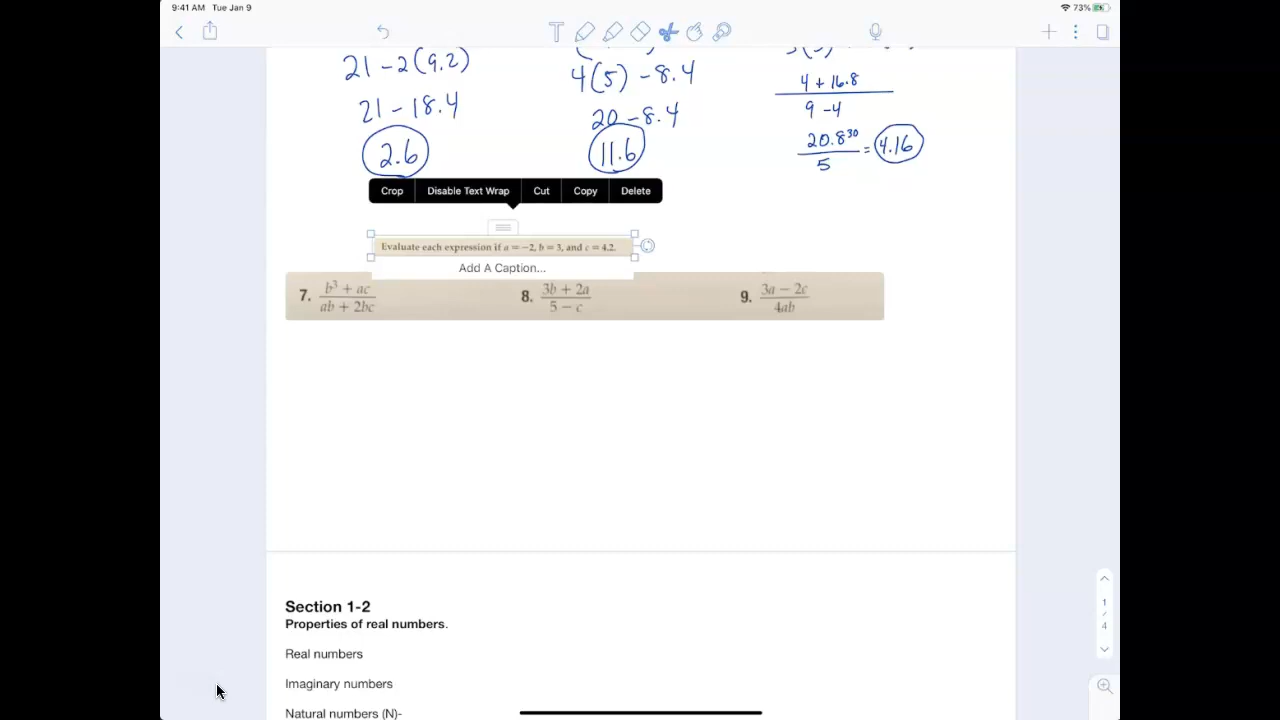 9:41 AM Tue Jan 9
73%
21 - 2(9.2)
4(5) - 8.4
4 + 16.8
21 - 18.4
20 - 8.4
9 - 4
2.6
11.6
20.8³⁰
5
= 4.16
Crop Disable Text Wrap Cut Copy Delete
Evaluate each expression if a = −2, b = 3, and c = 4.2.
Add A Caption...
7. b³ + ac / ab + 2bc
8. 3b + 2a / 5 − c
9. 3a − 2c / 4ab
Section 1-2
Properties of real numbers.
Real numbers
Imaginary numbers
Natural numbers (N)-
1
/
4